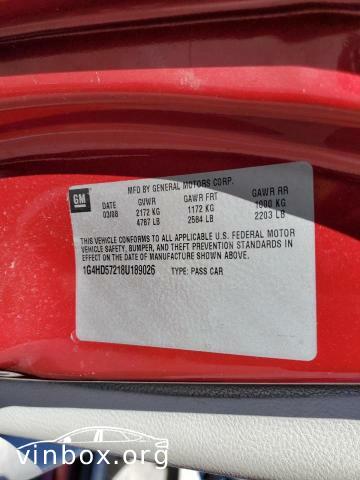 GM
MFD BY GENERAL MOTORS CORP.
DATE GVWR GAWR FRT GAWR RR
03/08 2172 KG 1172 KG 1000 KG
4787 LB 2584 LB 2203 LB
THIS VEHICLE CONFORMS TO ALL APPLICABLE U.S. FEDERAL MOTOR
VEHICLE SAFETY, BUMPER, AND THEFT PREVENTION STANDARDS IN
EFFECT ON THE DATE OF MANUFACTURE SHOWN ABOVE.
1G4HD57218U189026 TYPE: PASS CAR
vinbox.org